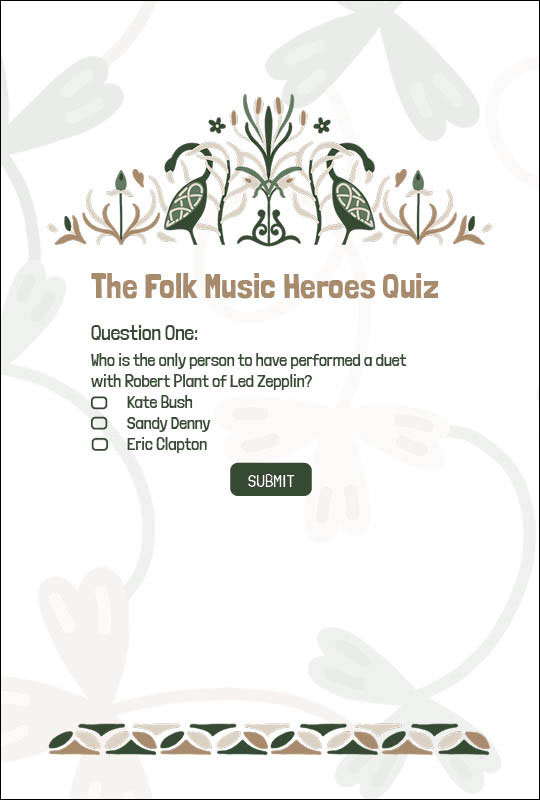 The Folk Music Heroes Quiz
Question One:
Who is the only person to have performed a duet
with Robert Plant of Led Zepplin?
Kate Bush
Sandy Denny
Eric Clapton
SUBMIT